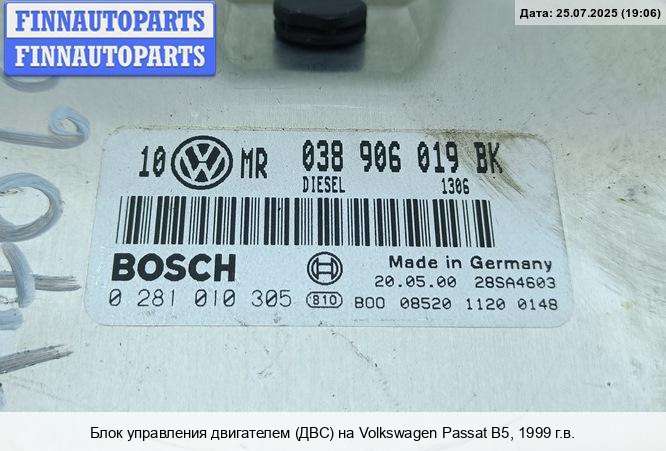 FINNAUTOPARTS
FINNAUTOPARTS
Дата: 25.07.2025 (19:06)
10 VW MR 038 906 019 BK
DIESEL 1306
BOSCH
Made in Germany
20.05.00 28SA4603
0 281 010 305 810 B00 08520 1120 0148
Блок управления двигателем (ДВС) на Volkswagen Passat B5, 1999 г.в.